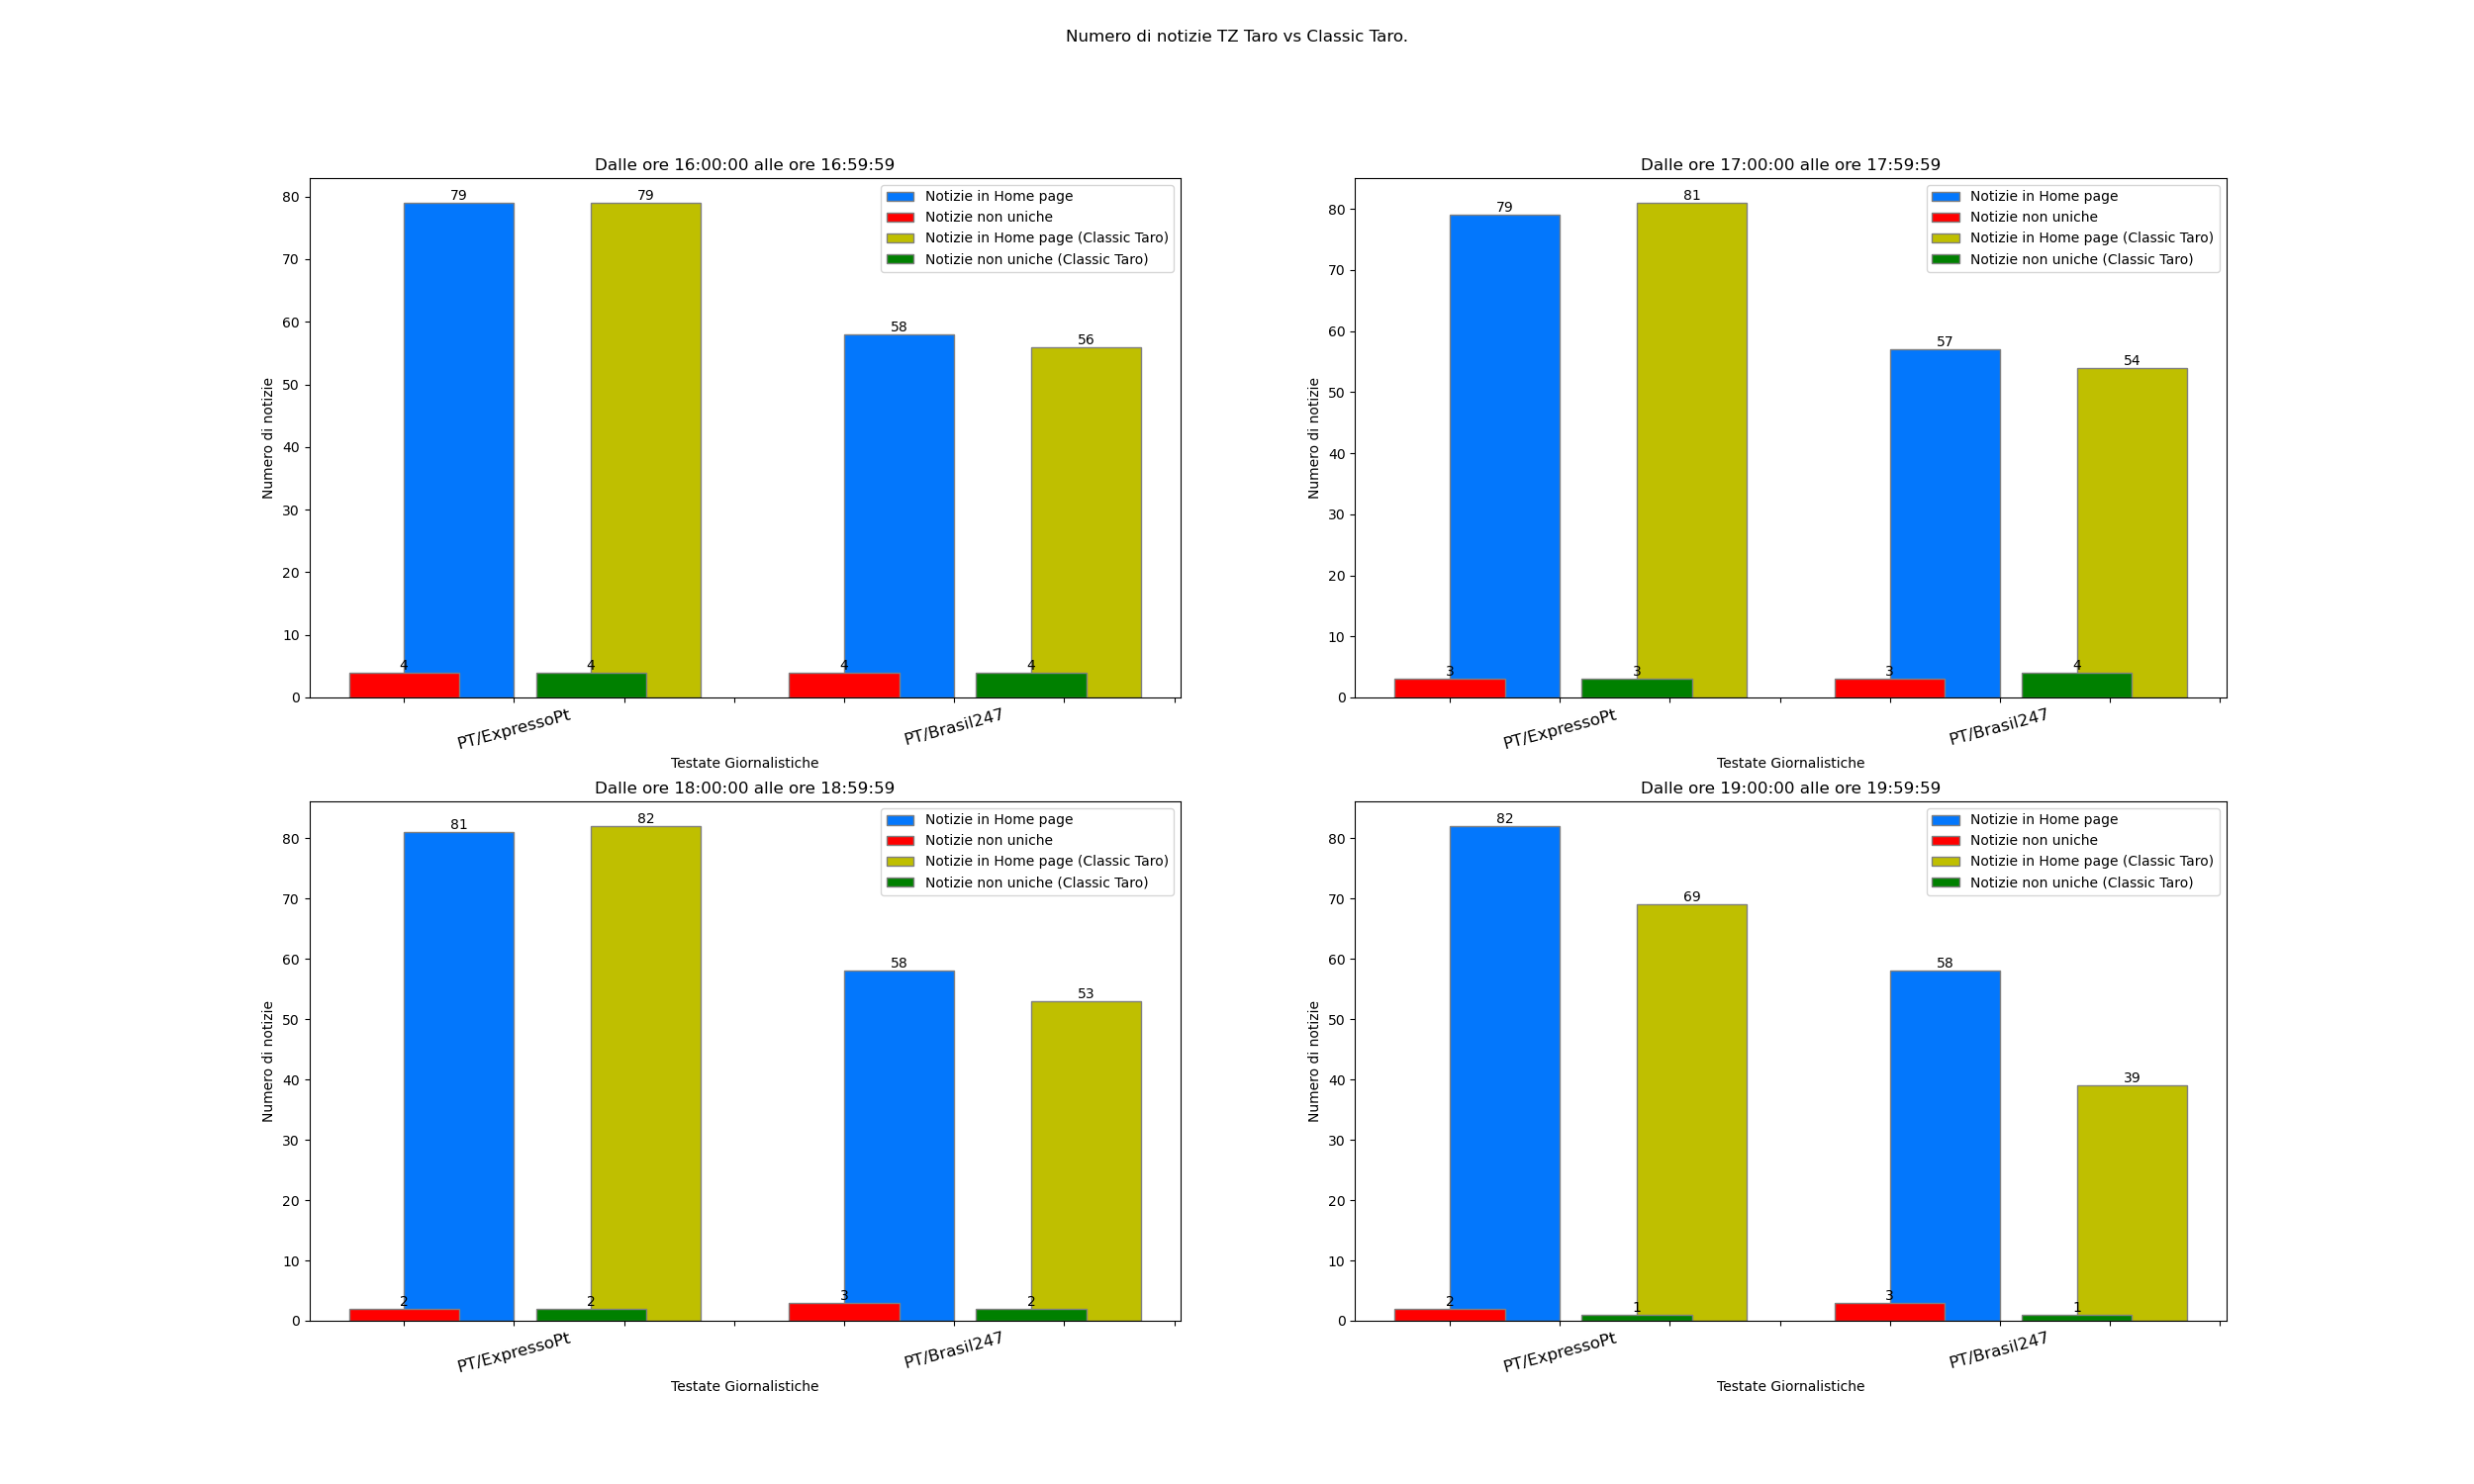 Numero di notizie TZ Taro vs Classic Taro.
Dalle ore 16:00:00 alle ore 16:59:59
Numero di notizie
80
70
60
50
40
30
20
10
0
79
79
58
56
4
4
4
4
Notizie in Home page
Notizie non uniche
Notizie in Home page (Classic Taro)
Notizie non uniche (Classic Taro)
PT/ExpressoPt
PT/Brasil247
Testate Giornalistiche
Dalle ore 17:00:00 alle ore 17:59:59
Numero di notizie
80
70
60
50
40
30
20
10
0
79
81
57
54
3
3
3
4
Notizie in Home page
Notizie non uniche
Notizie in Home page (Classic Taro)
Notizie non uniche (Classic Taro)
PT/ExpressoPt
PT/Brasil247
Testate Giornalistiche
Dalle ore 18:00:00 alle ore 18:59:59
Numero di notizie
80
70
60
50
40
30
20
10
0
81
82
58
53
2
2
3
2
Notizie in Home page
Notizie non uniche
Notizie in Home page (Classic Taro)
Notizie non uniche (Classic Taro)
PT/ExpressoPt
PT/Brasil247
Testate Giornalistiche
Dalle ore 19:00:00 alle ore 19:59:59
Numero di notizie
80
70
60
50
40
30
20
10
0
82
69
58
39
2
1
3
1
Notizie in Home page
Notizie non uniche
Notizie in Home page (Classic Taro)
Notizie non uniche (Classic Taro)
PT/ExpressoPt
PT/Brasil247
Testate Giornalistiche